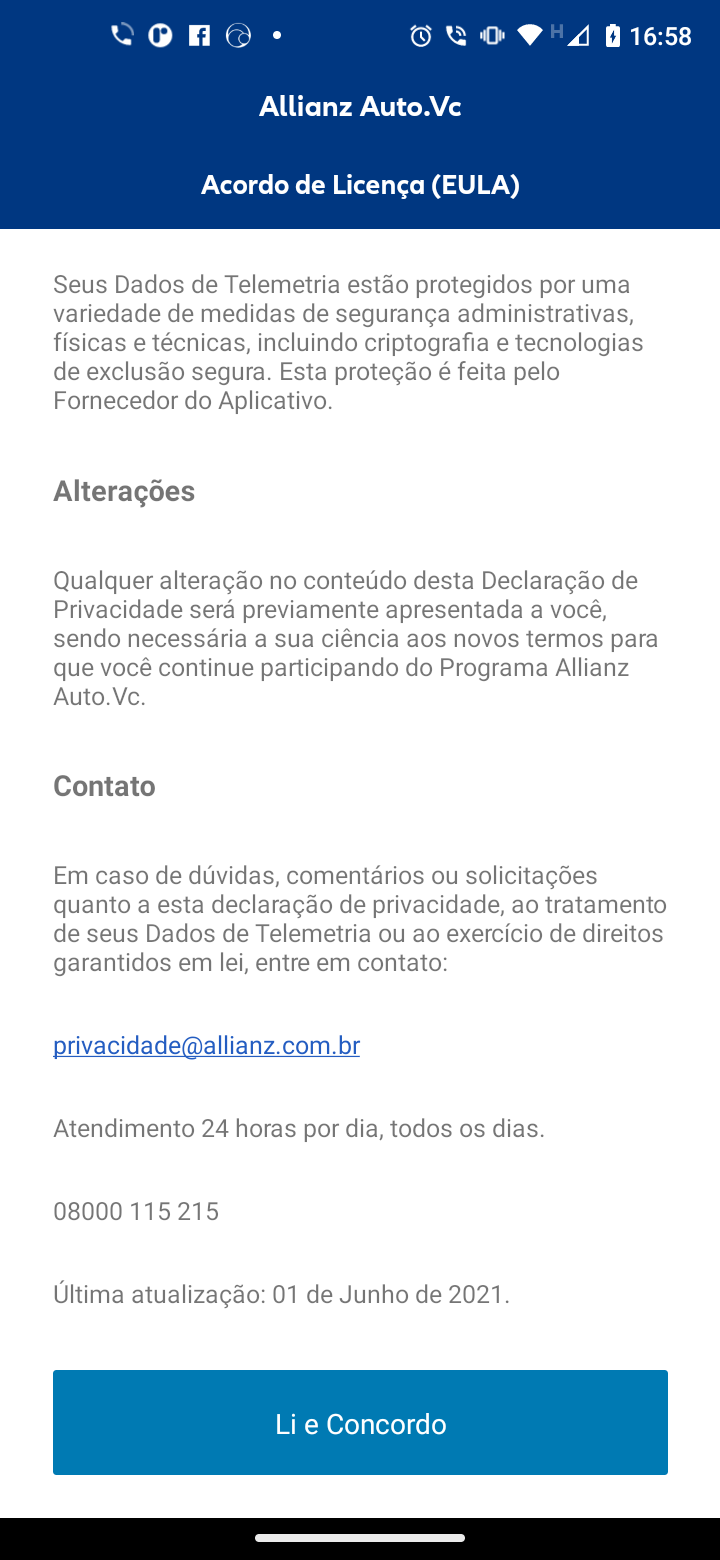 H 16:58
Allianz Auto.Vc
Acordo de Licença (EULA)
Seus Dados de Telemetria estão protegidos por uma
variedade de medidas de segurança administrativas,
físicas e técnicas, incluindo criptografia e tecnologias
de exclusão segura. Esta proteção é feita pelo
Fornecedor do Aplicativo.
Alterações
Qualquer alteração no conteúdo desta Declaração de
Privacidade será previamente apresentada a você,
sendo necessária a sua ciência aos novos termos para
que você continue participando do Programa Allianz
Auto.Vc.
Contato
Em caso de dúvidas, comentários ou solicitações
quanto a esta declaração de privacidade, ao tratamento
de seus Dados de Telemetria ou ao exercício de direitos
garantidos em lei, entre em contato:
privacidade@allianz.com.br
Atendimento 24 horas por dia, todos os dias.
08000 115 215
Última atualização: 01 de Junho de 2021.
Li e Concordo